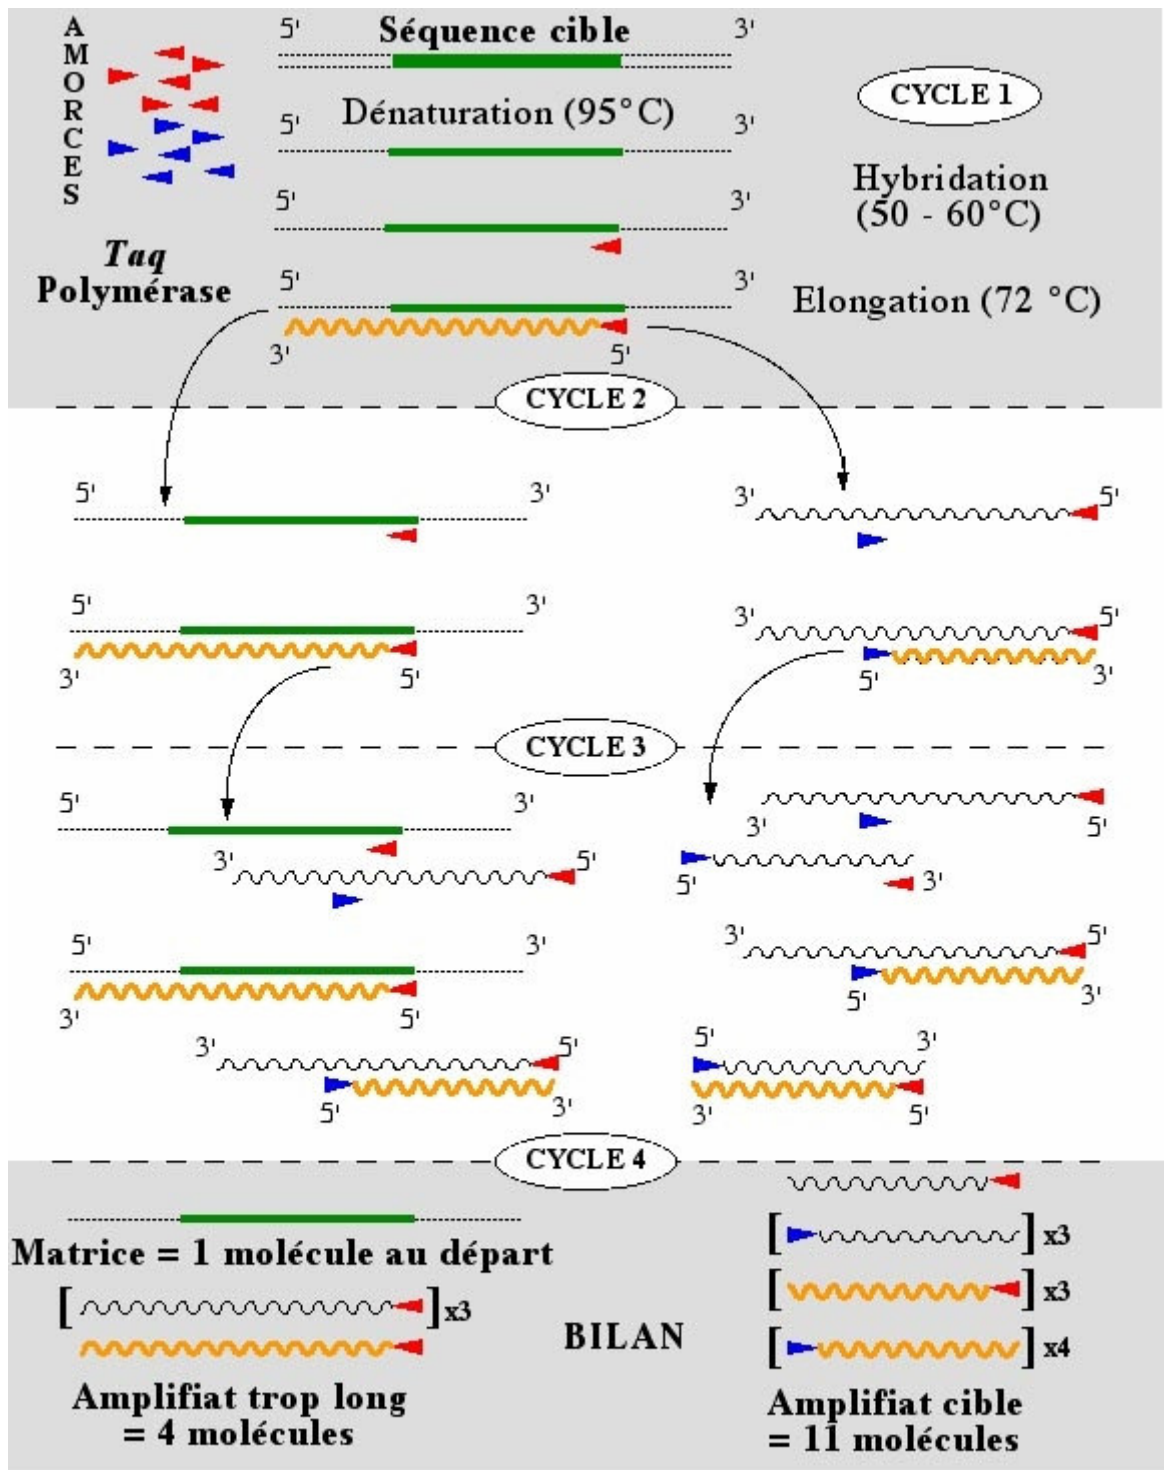 AMORCES
5' Séquence cible 3'
CYCLE 1
Dénaturation (95°C)
5' 3'
Hybridation
(50 - 60°C)
5' 3'
Taq
Polymérase
5' 3'
Elongation (72 °C)
3' 5'
CYCLE 2
5' 3' 3' 5'
5' 3' 3' 5'
3' 5' 5' 3'
CYCLE 3
5' 3'
3' 5'
3' 5'
5' 3'
5' 3' 3' 5'
3' 5' 5' 3'
3' 5' 5' 3'
5' 3' 3' 5'
CYCLE 4
Matrice = 1 molécule au départ
[ ] x3
Amplifiat trop long
= 4 molécules
BILAN
[ ] x3
[ ] x3
[ ] x4
Amplifiat cible
= 11 molécules